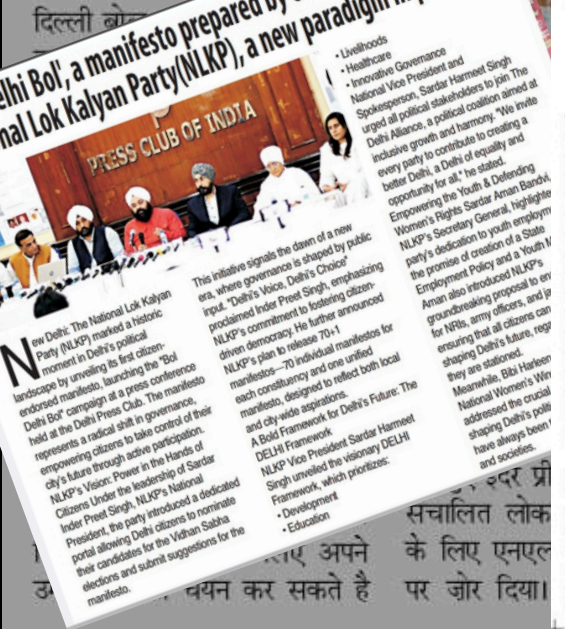 दिल्ली
Delhi Bol', a manifesto prepared by
Lok Kalyan Party(NLKP), a new paradigm
PRESS CLUB OF INDIA
New Delhi: The National Lok Kalyan
Party (NLKP) marked a historic
moment in Delhi's political
landscape by unveiling its first citizen-
endorsed manifesto, launching the "Bol
Delhi Bol" campaign at a press conference
held at the Delhi Press Club. The manifesto
represents a radical shift in governance,
empowering citizens to take control of their
city's future through active participation.
NLKP's Vision: Power in the Hands of
Citizens Under the leadership of Sardar
Inder Preet Singh, NLKP's National
President, the party introduced a dedicated
portal allowing Delhi citizens to nominate
their candidates for the Vidhan Sabha
elections and submit suggestions for the
manifesto.
This initiative signals the dawn of a new
era, where governance is shaped by public
input. "Delhi's Voice, Delhi's Choice"
proclaimed Inder Preet Singh, emphasizing
NLKP's commitment to fostering citizen-
driven democracy. He further announced
NLKP's plan to release 70+1
manifestos—70 individual manifestos for
each constituency and one unified
manifesto, designed to reflect both local
and city-wide aspirations.
A Bold Framework for Delhi's Future: The
DELHI Framework
NLKP Vice President Sardar Harmeet
Singh unveiled the visionary DELHI
Framework, which prioritizes:
• Development
• Education
• Livelihoods
• Healthcare
• Innovative Governance
National Vice President and
Spokesperson, Sardar Harmeet Singh
urged all political stakeholders to join The
Delhi Alliance, a political coalition aimed at
inclusive growth and harmony. "We invite
every party to contribute to creating a
better Delhi, a Delhi of equality and
opportunity for all," he stated.
Empowering the Youth & Defending
Women's Rights Sardar Aman Bandvi,
NLKP's Secretary General, highlighted
party's dedication to youth employm
the promise of creation of a State
Employment Policy and a Youth M
Aman also introduced NLKP's
groundbreaking proposal to en
for NRIs, army officers, and jo
ensuring that all citizens can
shaping Delhi's future, rega
they are stationed.
Meanwhile, Bibi Harleen
National Women's Win
addressed the crucial
shaping Delhi's politi
have always been
and societies.
अपने
चयन कर सकते है
संचालित लोक
के लिए एनएल
पर ज़ोर दिया।